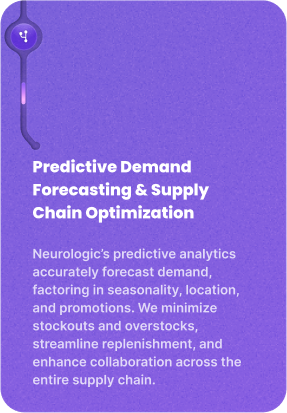 Predictive Demand
Forecasting & Supply
Chain Optimization
Neurologic’s predictive analytics
accurately forecast demand,
factoring in seasonality, location,
and promotions. We minimize
stockouts and overstocks,
streamline replenishment, and
enhance collaboration across the
entire supply chain.